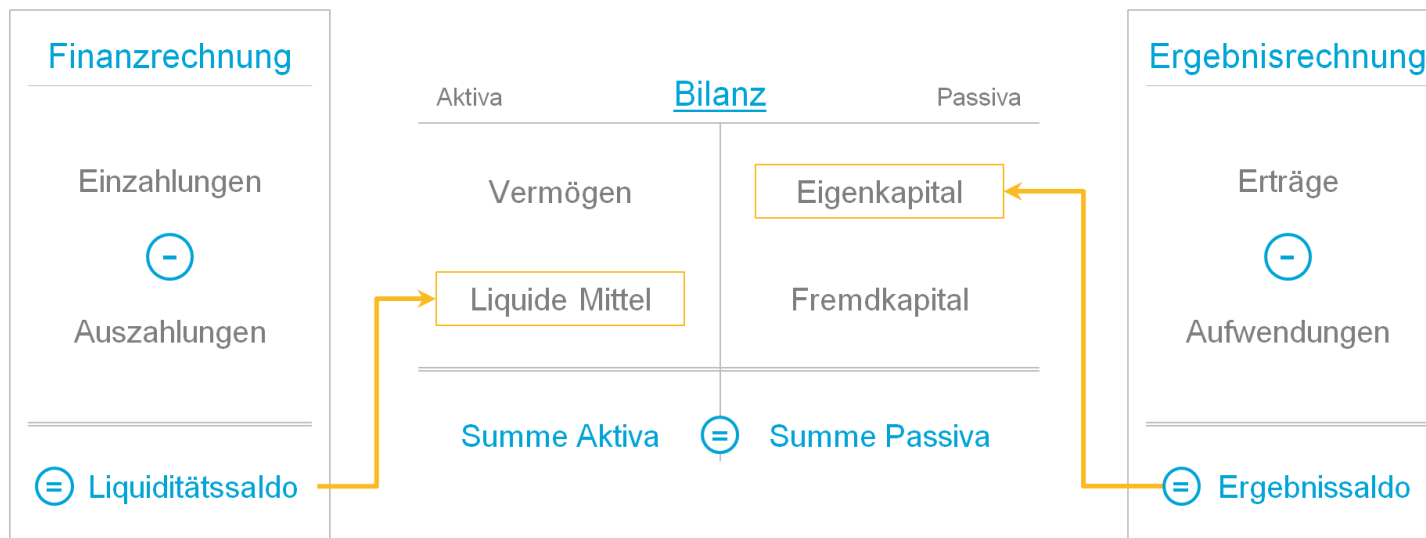 Finanzrechnung
Einzahlungen
-
Auszahlungen
= Liquiditätssaldo
Aktiva Bilanz Passiva
Vermögen Eigenkapital
Liquide Mittel Fremdkapital
Summe Aktiva = Summe Passiva
Ergebnisrechnung
Erträge
-
Aufwendungen
= Ergebnissaldo